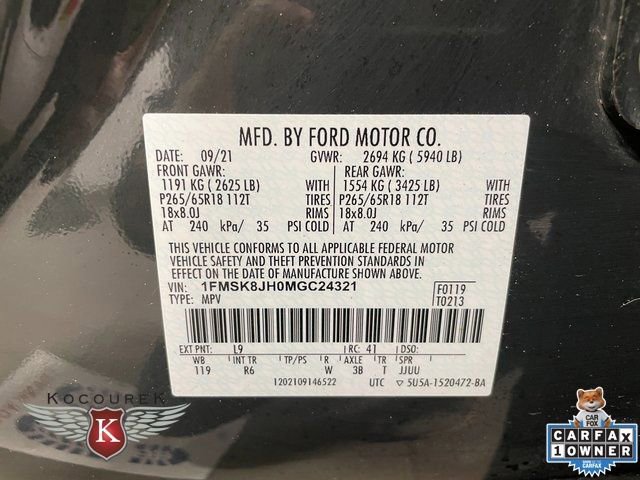 MFD. BY FORD MOTOR CO.
DATE: 09/21 GVWR: 2694 KG ( 5940 LB)
FRONT GAWR: REAR GAWR:
1191 KG ( 2625 LB) WITH 1554 KG ( 3425 LB) WITH
P265/65R18 112T TIRES P265/65R18 112T TIRES
18x8.0J RIMS 18x8.0J RIMS
AT 240 kPa/ 35 PSI COLD AT 240 kPa/ 35 PSI COLD
THIS VEHICLE CONFORMS TO ALL APPLICABLE FEDERAL MOTOR
VEHICLE SAFETY AND THEFT PREVENTION STANDARDS IN
EFFECT ON THE DATE OF MANUFACTURE SHOWN ABOVE.
VIN: 1FMSK8JH0MGC24321 F0119
TYPE: MPV T0213
EXT PNT: L9 RC: 41 DSO:
WB INT TR TP/PS R AXLE TR S
119 R6 W 3B T JJUU
1202109146522 UTC 5U5A-1520472-BA
KOCOUREK
K
CAR
FOX
CARFAX
1 OWNER